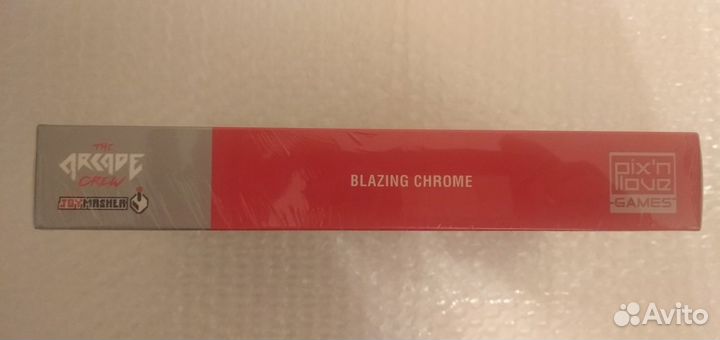 THE
ARCADE
CREW
JOYMASHER
BLAZING CHROME
pix'n
love
-GAMES-
Avito